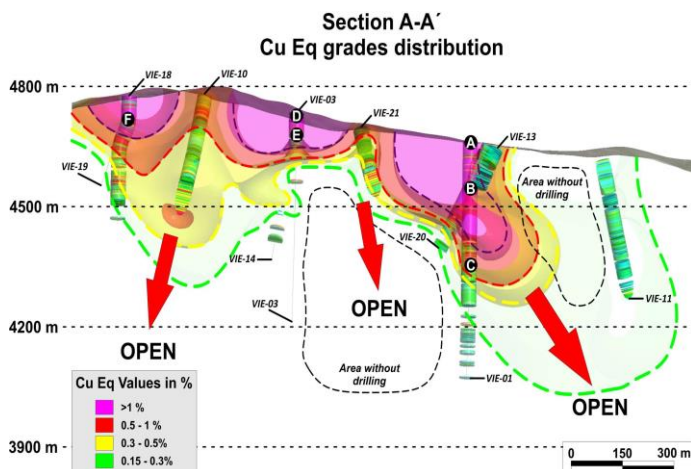 Section A-A´
Cu Eq grades distribution
4800 m
VIE-18
VIE-10
VIE-03
VIE-21
VIE-13
D
F
E
A
VIE-19
B
Area without
drilling
4500 m
VIE-20
VIE-14
C
VIE-03
VIE-11
OPEN
4200 m
OPEN
Area without
drilling
VIE-01
OPEN
Cu Eq Values in %
>1 %
0.5 - 1 %
0.3 - 0.5%
0.15 - 0.3%
3900 m
0 150 300 m